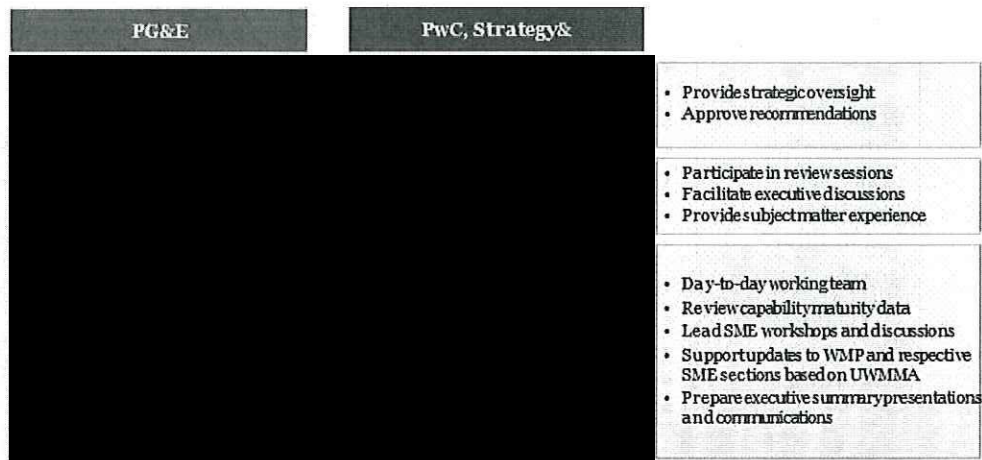 PG&E
PwC, Strategy&
• Provide strategic oversight
• Approve recommendations
• Participate in review sessions
• Facilitate executive discussions
• Provide subject matter experience
• Day-to-day working team
• Review capability maturity data
• Lead SME workshops and discussions
• Support updates to WMP and respective
SME sections based on UWMMA
• Prepare executive summary presentations
and communications